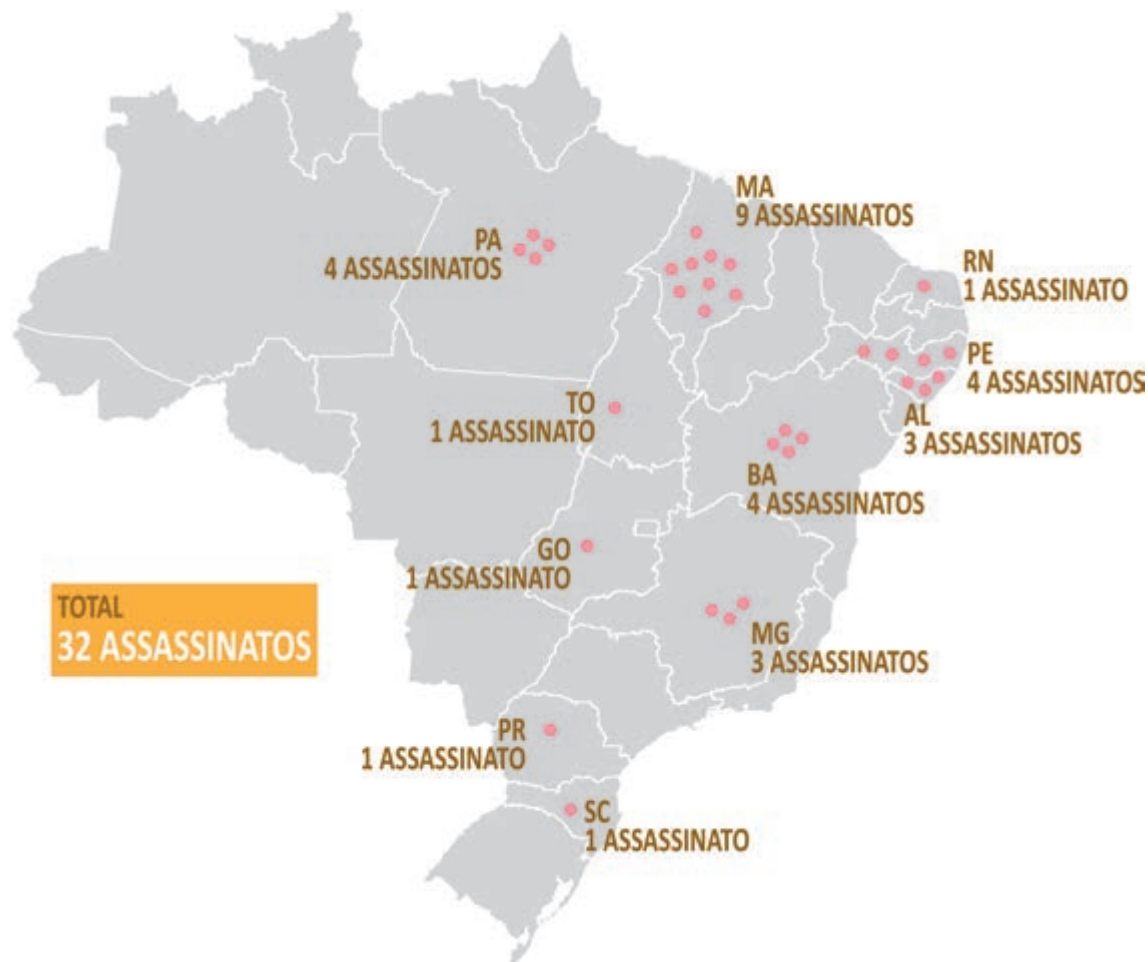 MA
9 ASSASSINATOS
PA
4 ASSASSINATOS
RN
1 ASSASSINATO
PE
4 ASSASSINATOS
TO
1 ASSASSINATO
AL
3 ASSASSINATOS
BA
4 ASSASSINATOS
GO
1 ASSASSINATO
TOTAL
32 ASSASSINATOS
MG
3 ASSASSINATOS
PR
1 ASSASSINATO
SC
1 ASSASSINATO